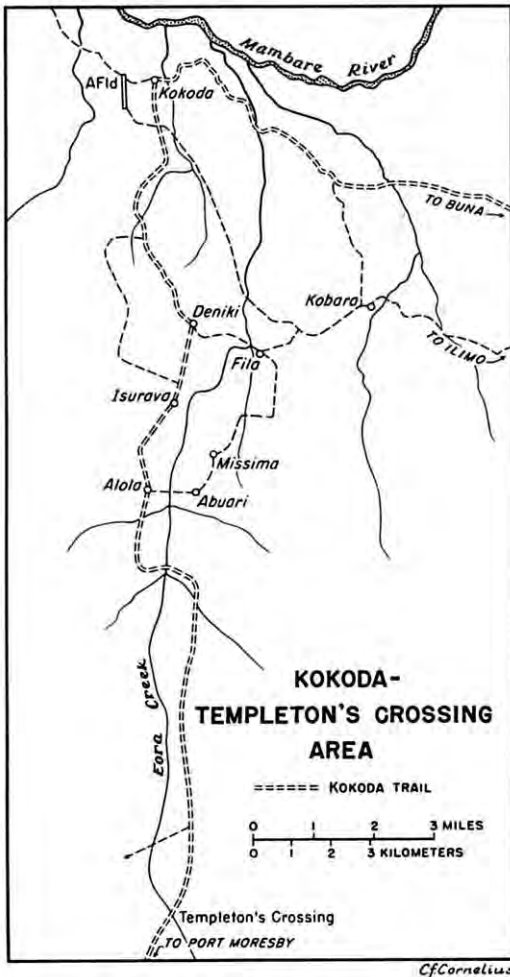 Mambare River
AFld
Kokoda
TO BUNA
Deniki
Kobara
TO ILIMO
Fila
Isurava
Missima
Alola
Abuari
Eora Creek
KOKODA-
TEMPLETON'S CROSSING
AREA
KOKODA TRAIL
0 1 2 3 MILES
0 1 2 3 KILOMETERS
Templeton's Crossing
TO PORT MORESBY
C.f.Cornelius